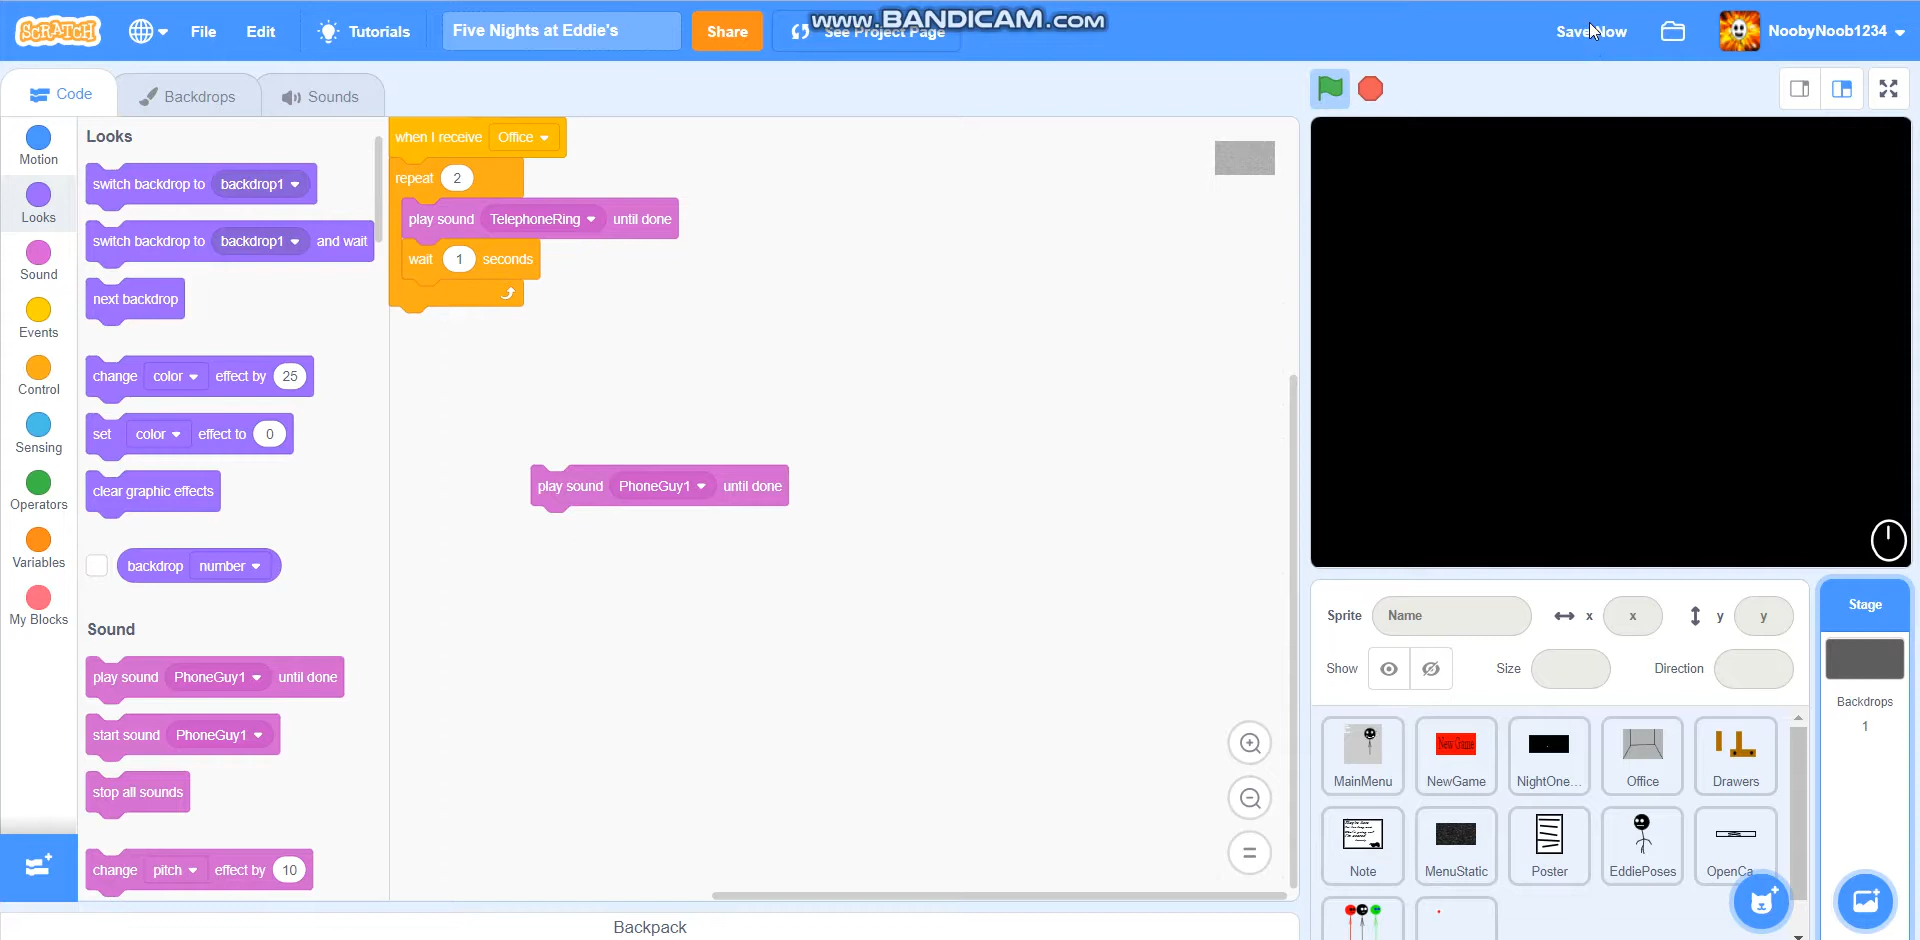 SCRATCH
File
Edit
Tutorials
Five Nights at Eddie's
Share
See Project Page
www.BANDICAM.com
Save Now
NoobyNoob1234
Code
Backdrops
Sounds
Motion
Looks
Sound
Events
Control
Sensing
Operators
Variables
My Blocks
Looks
switch backdrop to backdrop1
switch backdrop to backdrop1 and wait
next backdrop
change color effect by 25
set color effect to 0
clear graphic effects
backdrop number
Sound
play sound PhoneGuy1 until done
start sound PhoneGuy1
stop all sounds
change pitch effect by 10
when I receive Office
repeat 2
play sound TelephoneRing until done
wait 1 seconds
play sound PhoneGuy1 until done
Backpack
Sprite Name x x y y
Show Size Direction
MainMenu
New Game
NewGame
NightOne...
Office
Drawers
Note
MenuStatic
Poster
EddiePoses
OpenCa
Stage
Backdrops
1